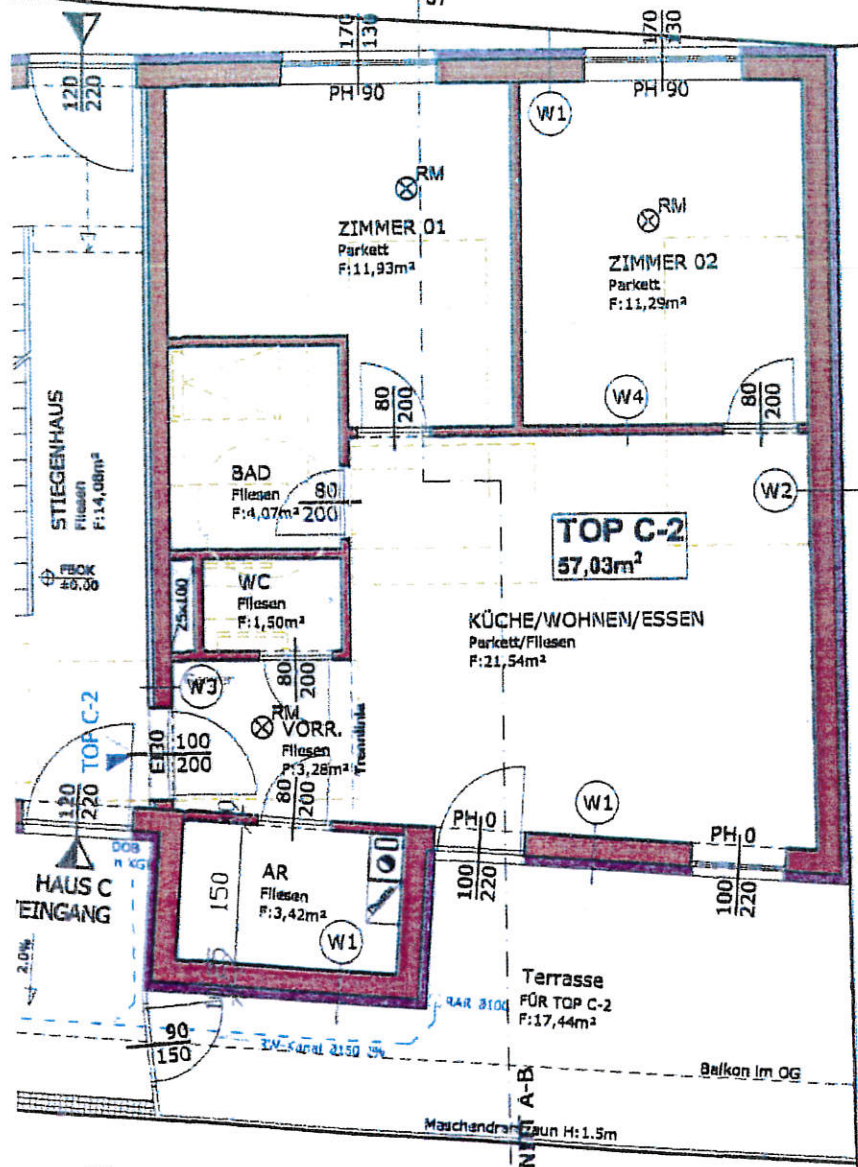 170
130
170
130
120
220
PH 90
PH 90
W1
RM
ZIMMER 01
Parkett
F:11,93m²
RM
ZIMMER 02
Parkett
F:11,29m²
80
200
W4
80
200
STIEGENHAUS
Fliesen
F:14,08m²
FBOK
±0.00
BAD
Fliesen
F:4,07m²
80
200
W2
TOP C-2
57,03m²
WC
Fliesen
F:1,50m²
25x100
KÜCHE/WOHNEN/ESSEN
Parkett/Fliesen
F:21,54m²
80
200
W3
RM
VORR.
Fliesen
F:3,28m²
Trennlinie
TOP C-2
EI30
100
200
80
200
120
220
W1
PH 0
PH 0
100
220
100
220
HAUS C
EINGANG
AR
Fliesen
F:3,42m²
150
W1
2.0%
90
150
Terrasse
FÜR TOP C-2
F:17,44m²
Balkon im OG
A-B
Maschendrahtzaun H:1.5m